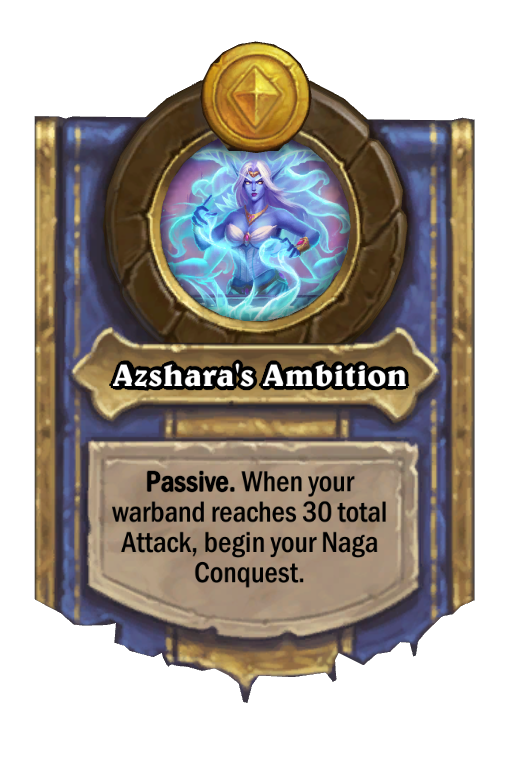 Azshara's Ambition
Passive. When your
warband reaches 30 total
Attack, begin your Naga
Conquest.